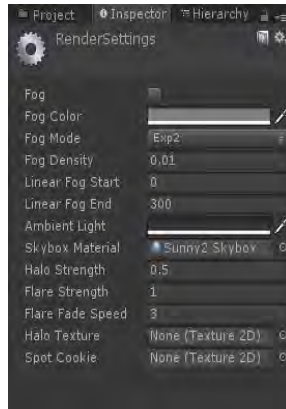 Project Inspector Hierarchy
RenderSettings
Fog
Fog Color
Fog Mode Exp2
Fog Density 0.01
Linear Fog Start 0
Linear Fog End 300
Ambient Light
Skybox Material Sunny2 Skybox
Halo Strength 0.5
Flare Strength 1
Flare Fade Speed 3
Halo Texture None (Texture 2D)
Spot Cookie None (Texture 2D)